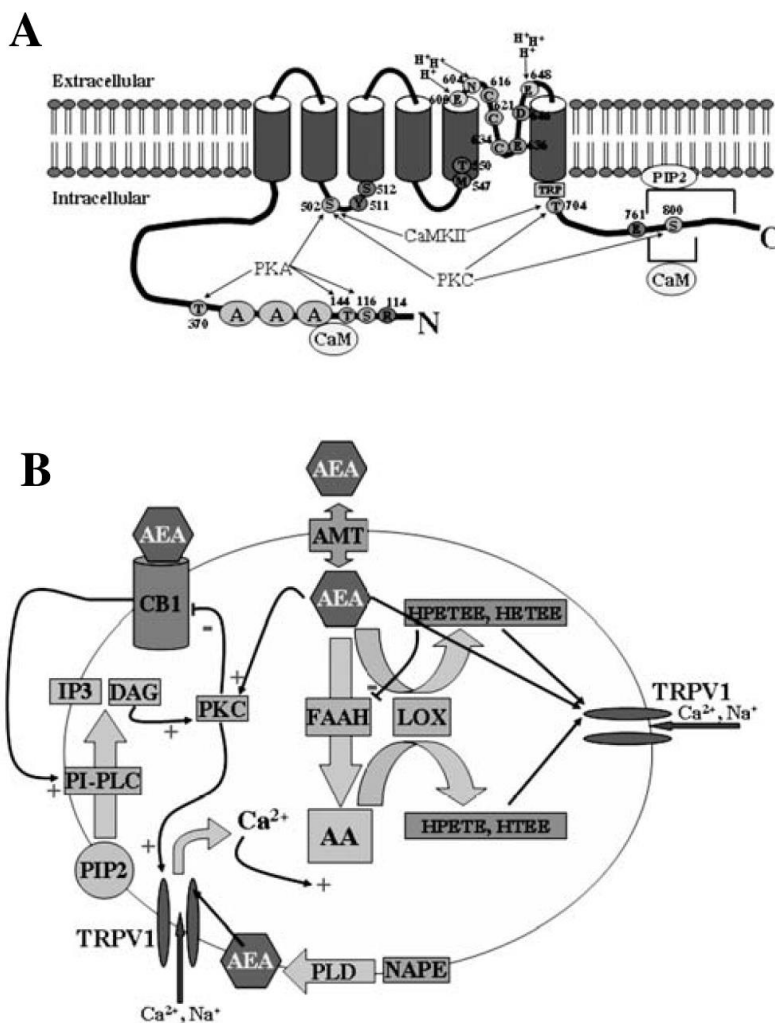 A
Extracellular
Intracellular
H⁺ H⁺ H⁺
H⁺ H⁺ H⁺
600 E
604 N
616 C
621 C
634 C
E 636
D
E 648
T 550
M 547
S 512
Y 511
502 S
TRP
T 704
PIP2
761 E
800 S
C
CaM
CaMKII
PKA
PKC
T 370
A A A
144 T
116 S
114 R
N
CaM
B
AEA
AEA
AMT
CB1
AEA
HPETEE, HETEE
-
+
-
IP3
DAG
+
PKC
FAAH
LOX
TRPV1
Ca²⁺, Na⁺
+
PI-PLC
+
Ca²⁺
AA
+
HPETE, HTEE
PIP2
TRPV1
AEA
PLD
NAPE
Ca²⁺, Na⁺